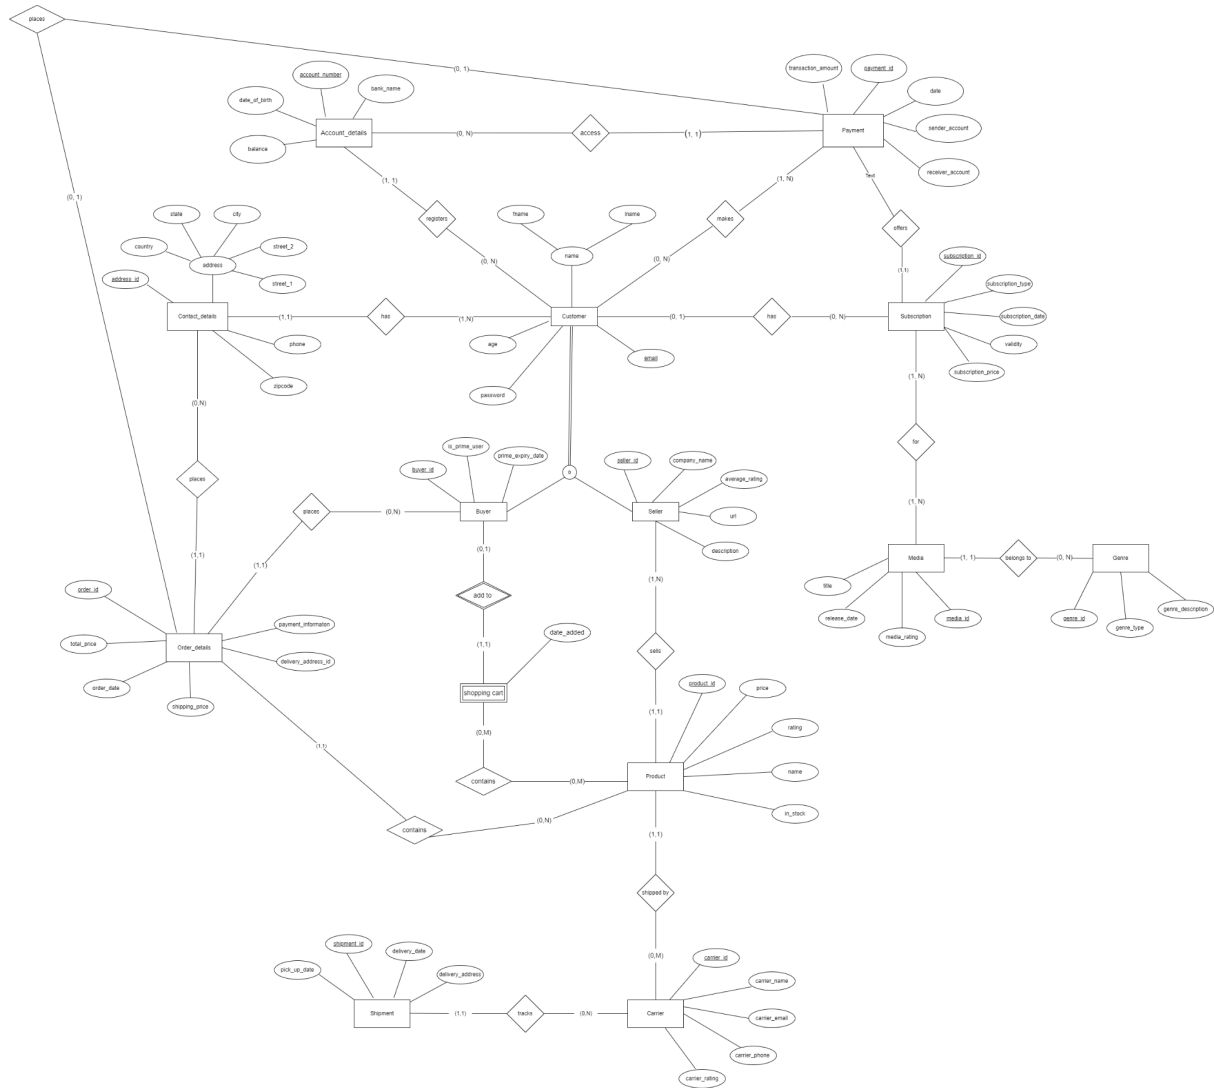 places
(0, 1)
transaction_amount
payment_id
account_number
bank_name
date
date_of_birth
sender_account
Account_details
(0, N)
access
(1, 1)
Payment
balance
receiver_account
Text
(1, 1)
(1, N)
(0, 1)
state
city
fname
lname
registers
makes
offers
country
street_2
name
subscription_id
address
(0, N)
(0, N)
(1,1)
address_id
street_1
subscription_type
Contact_details
(1,1)
has
(1,N)
Customer
(0, 1)
has
(0, N)
Subscription
subscription_date
phone
age
email
validity
zipcode
password
subscription_price
(0,N)
(1, N)
is_prime_user
for
prime_expiry_date
seller_id
company_name
buyer_id
o
average_rating
places
places
(0,N)
Buyer
Seller
url
(1, N)
description
(1,1)
(1,1)
(0,1)
Media
(1, 1)
belongs to
(0, N)
Genre
(1,N)
title
order_id
add to
genre_description
release_date
media_id
genre_id
genre_type
media_rating
payment_informaton
date_added
total_price
Order_details
(1,1)
sells
delivery_address_id
product_id
price
order_date
shopping cart
shipping_price
(1,1)
rating
(0,M)
(1,1)
name
contains
(0,M)
Product
in_stock
contains
(0,N)
(1,1)
shipped by
shipment_id
delivery_date
(0,M)
carrier_id
pick_up_date
delivery_address
carrier_name
Shipment
(1,1)
tracks
(0,N)
Carrier
carrier_email
carrier_phone
carrier_rating